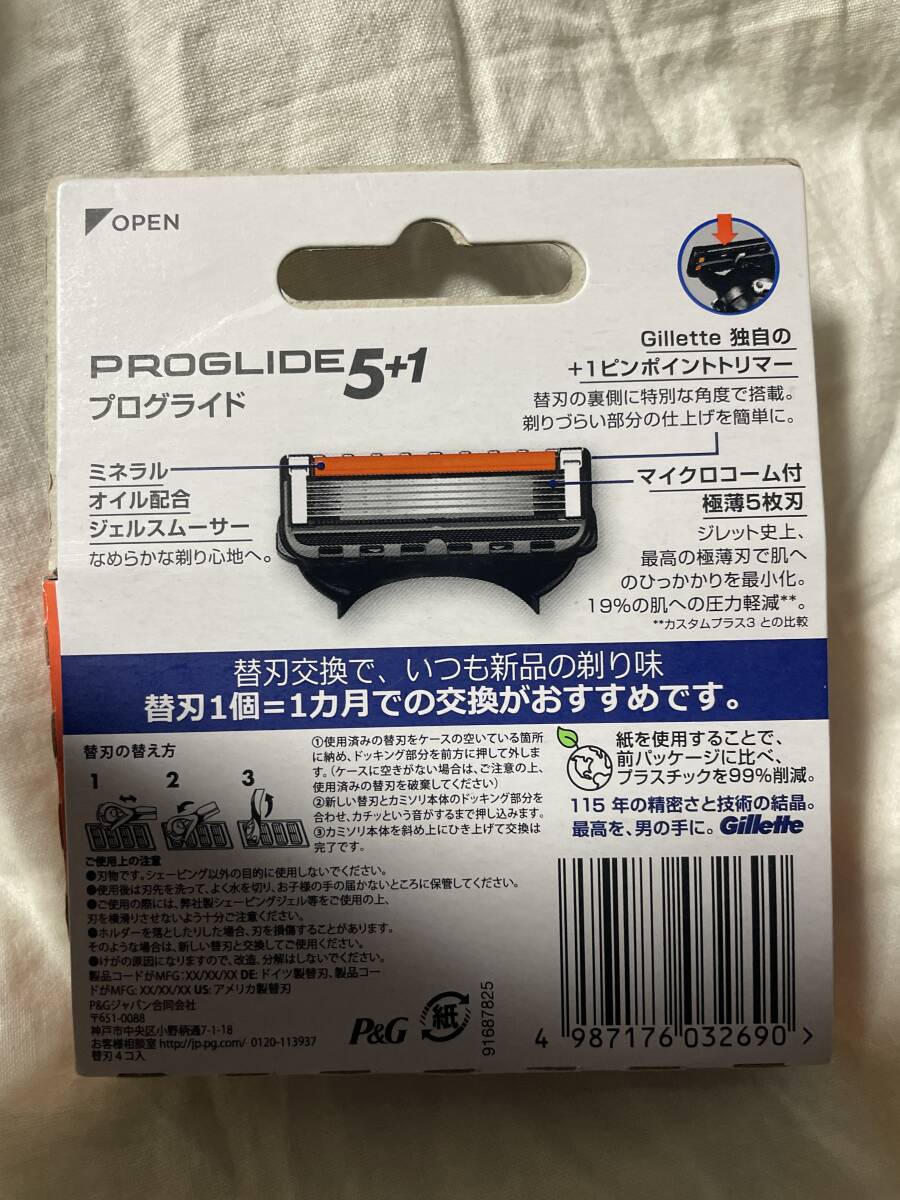 OPEN
PROGLIDE 5+1
プログライド
Gillette 独自の
+1ピンポイントトリマー
替刃の裏側に特別な角度で搭載。
剃りづらい部分の仕上げを簡単に。
ミネラル
オイル配合
ジェルスムーサー
なめらかな剃り心地へ。
マイクロコーム付
極薄5枚刃
ジレット史上、
最高の極薄刃で肌へ
のひっかかりを最小化。
19%の肌への圧力軽減**。
**カスタムプラス3 との比較
替刃交換で、いつも新品の剃り味
替刃1個=1カ月での交換がおすすめです。
替刃の替え方
1 2 3
①使用済みの替刃をケースの空いている箇所
に納め、ドッキング部分を前方に押して外しま
す。(ケースに空きがない場合は、ご注意の上、
使用済みの替刃を破棄してください)
②新しい替刃とカミソリ本体のドッキング部分を
合わせ、カチッという音がするまで押し込みます。
③カミソリ本体を斜め上にひき上げて交換は
完了です。
紙を使用することで、
前パッケージに比べ、
プラスチックを99%削減。
115 年の精密さと技術の結晶。
最高を、男の手に。Gillette
ご使用上の注意
●刃物です。シェービング以外の目的に使用しないでください。
●使用後は刃先を洗って、よく水を切り、お子様の手の届かないところに保管してください。
●ご使用の際には、弊社製シェービングジェル等をご使用の上、
刃を横滑りさせないよう十分ご注意ください。
●ホルダーを落としたりした場合、刃を損傷することがあります。
そのような場合は、新しい替刃と交換してご使用ください。
●けがの原因になりますので、改造、分解はしないでください。
製品コードがMFG: XX/XX/XX DE: ドイツ製替刃、製品コー
ドがMFG: XX/XX/XX US: アメリカ製替刃
P&Gジャパン合同会社
〒651-0088
神戸市中央区小野柄通7-1-18
お客様相談室 http://jp.pg.com/ 0120-113937
替刃4コ入
P&G
紙
91687825
4 987176 032690 >